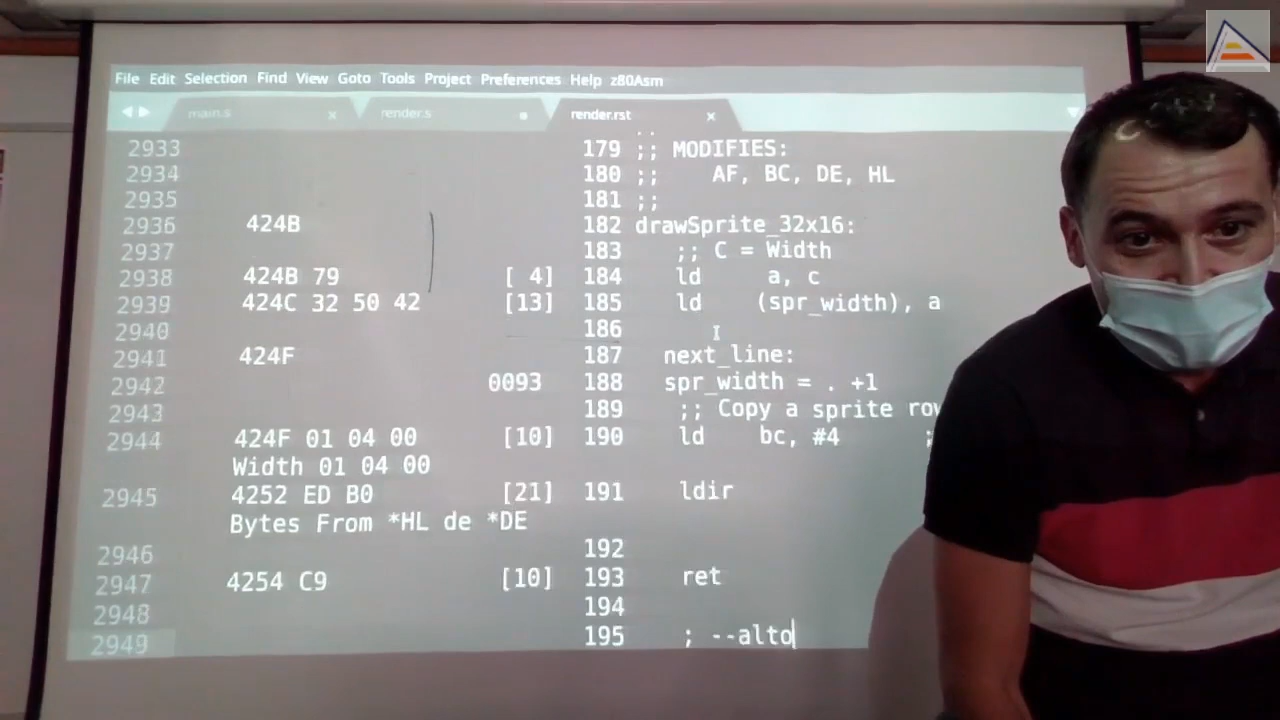 File Edit Selection Find View Goto Tools Project Preferences Help z80Asm
main.s render.s render.rst
2933 179 ;; MODIFIES:
2934 180 ;; AF, BC, DE, HL
2935 181 ;;
2936 424B 182 drawSprite_32x16:
2937 183 ;; C = Width
2938 424B 79 [ 4] 184 ld a, c
2939 424C 32 50 42 [13] 185 ld (spr_width), a
2940 186
2941 424F 187 next_line:
2942 0093 188 spr_width = . +1
2943 189 ;; Copy a sprite row
2944 424F 01 04 00 [10] 190 ld bc, #4 ;
Width 01 04 00
2945 4252 ED B0 [21] 191 ldir
Bytes From *HL de *DE
2946 192
2947 4254 C9 [10] 193 ret
2948 194
2949 195 ; --alto